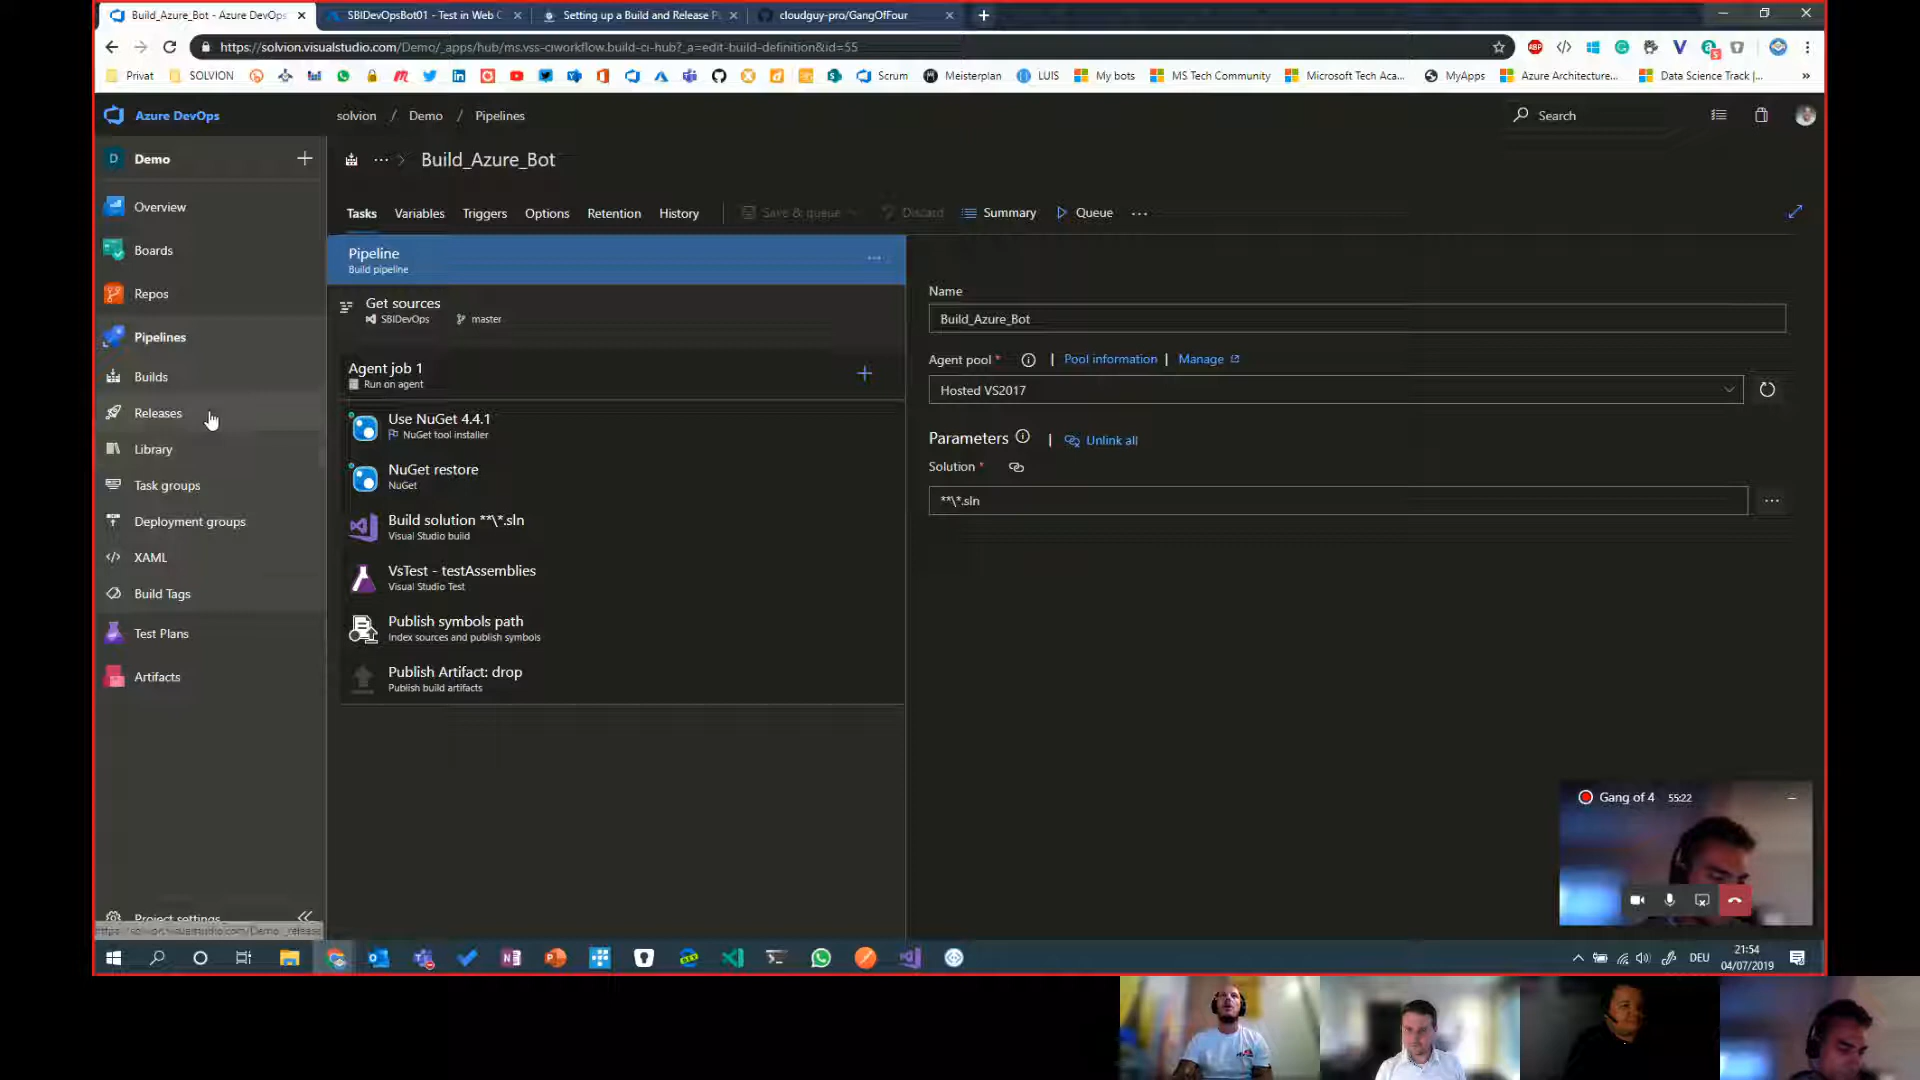 Build_Azure_Bot - Azure DevOps
SBIDevOpsBot01 - Test in Web C
Setting up a Build and Release P
cloudguy-pro/GangOfFour
https://solvion.visualstudio.com/Demo/_apps/hub/ms.vss-ciworkflow.build-ci-hub?_a=edit-build-definition&id=55
ABP
Privat
SOLVION
Scrum
Meisterplan
LUIS
My bots
MS Tech Community
Microsoft Tech Aca...
MyApps
Azure Architecture...
Data Science Track |...
»
Azure DevOps
solvion / Demo / Pipelines
Search
D Demo
Build_Azure_Bot
Overview
Boards
Repos
Pipelines
Builds
Releases
Library
Task groups
Deployment groups
XAML
Build Tags
Test Plans
Artifacts
Project settings
Tasks Variables Triggers Options Retention History Save & queue Discard Summary Queue ...
Pipeline
Build pipeline
Get sources
SBIDevOps master
Agent job 1
Run on agent
Use NuGet 4.4.1
NuGet tool installer
NuGet restore
NuGet
Build solution **\*.sln
Visual Studio build
VsTest - testAssemblies
Visual Studio Test
Publish symbols path
Index sources and publish symbols
Publish Artifact: drop
Publish build artifacts
Name
Build_Azure_Bot
Agent pool * | Pool information | Manage
Hosted VS2017
Parameters | Unlink all
Solution *
**\*.sln
Gang of 4 55:22
DEU
21:54
04/07/2019